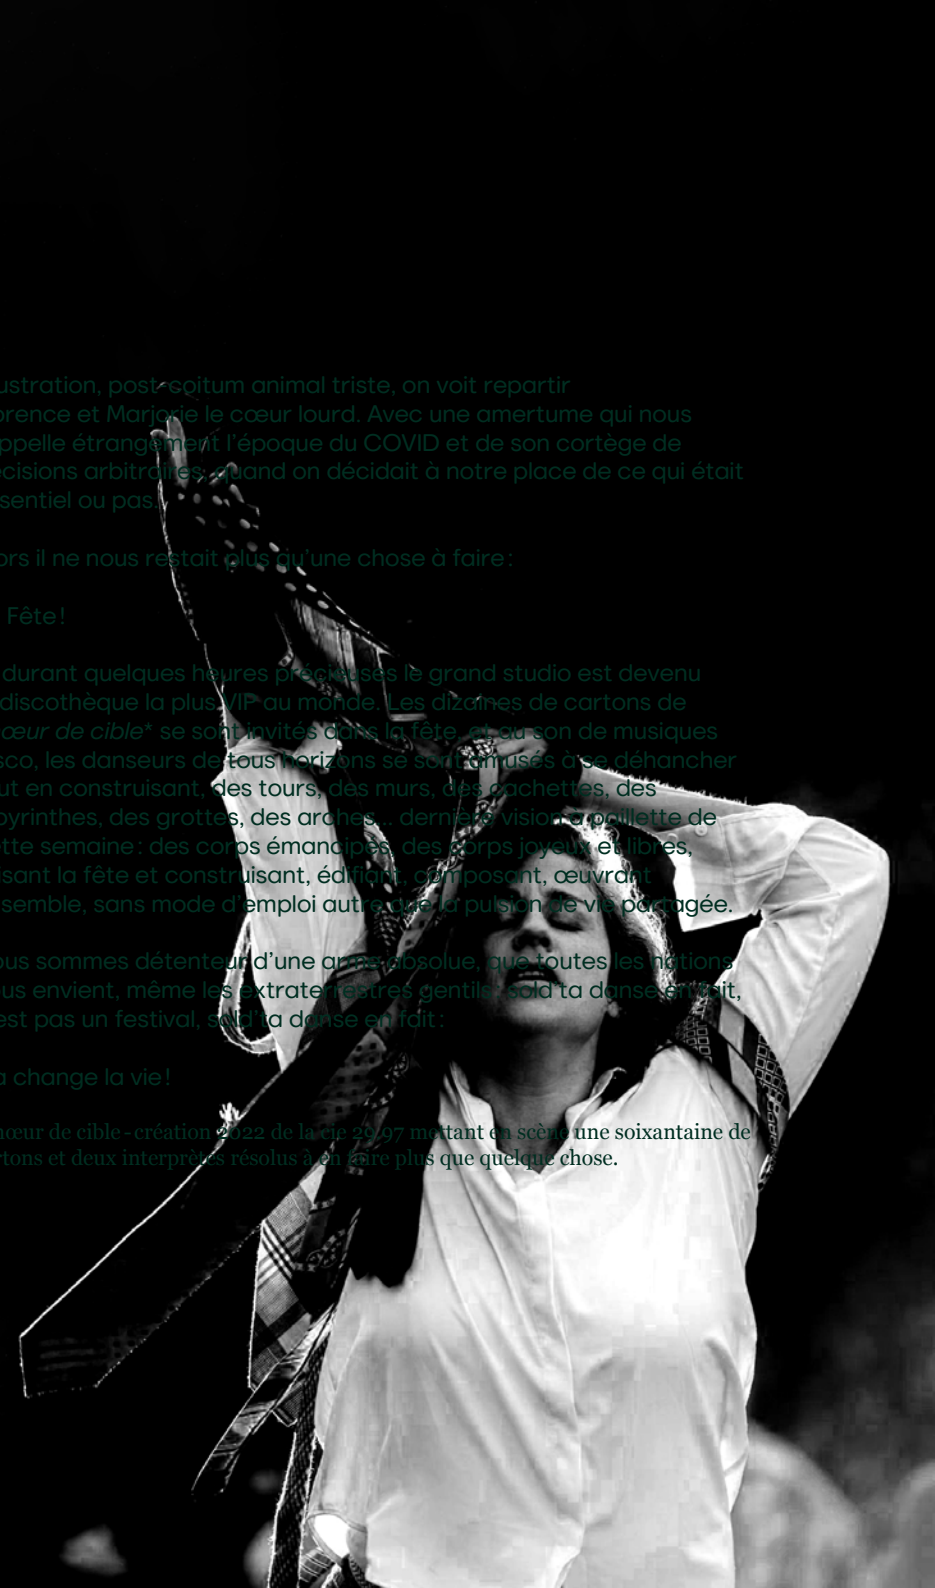 ustration, post-coitum animal triste, on voit repartir
orence et Marjorie le cœur lourd. Avec une amertume qui nous
ppelle étrangement l’époque du COVID et de son cortège de
cisions arbitraires, quand on décidait à notre place de ce qui était
sentiel ou pas.
ors il ne nous restait plus qu’une chose à faire :
Fête !
durant quelques heures précieuses le grand studio est devenu
discothèque la plus VIP au monde. Les dizaines de cartons de
œur de cible* se sont invités dans la fête, et au son de musiques
sco, les danseurs de tous horizons se sont amusés à se déhancher
ut en construisant, des tours, des murs, des cachettes, des
byrinthes, des grottes, des arches... dernière vision à paillette de
tte semaine : des corps émancipés, des corps joyeux et libres,
isant la fête et construisant, édifiant, composant, œuvrant
semble, sans mode d’emploi autre que la pulsion de vie partagée.
ous sommes détenteur d’une arme absolue, que toutes les nations
us envient, même les extraterrestres gentils, sold’ta danse en fait,
est pas un festival, sold’ta danse en fait :
a change la vie !
œur de cible - création 2022 de la cie 29.97 mettant en scène une soixantaine de
rtons et deux interprètes résolus à en faire plus que quelque chose.